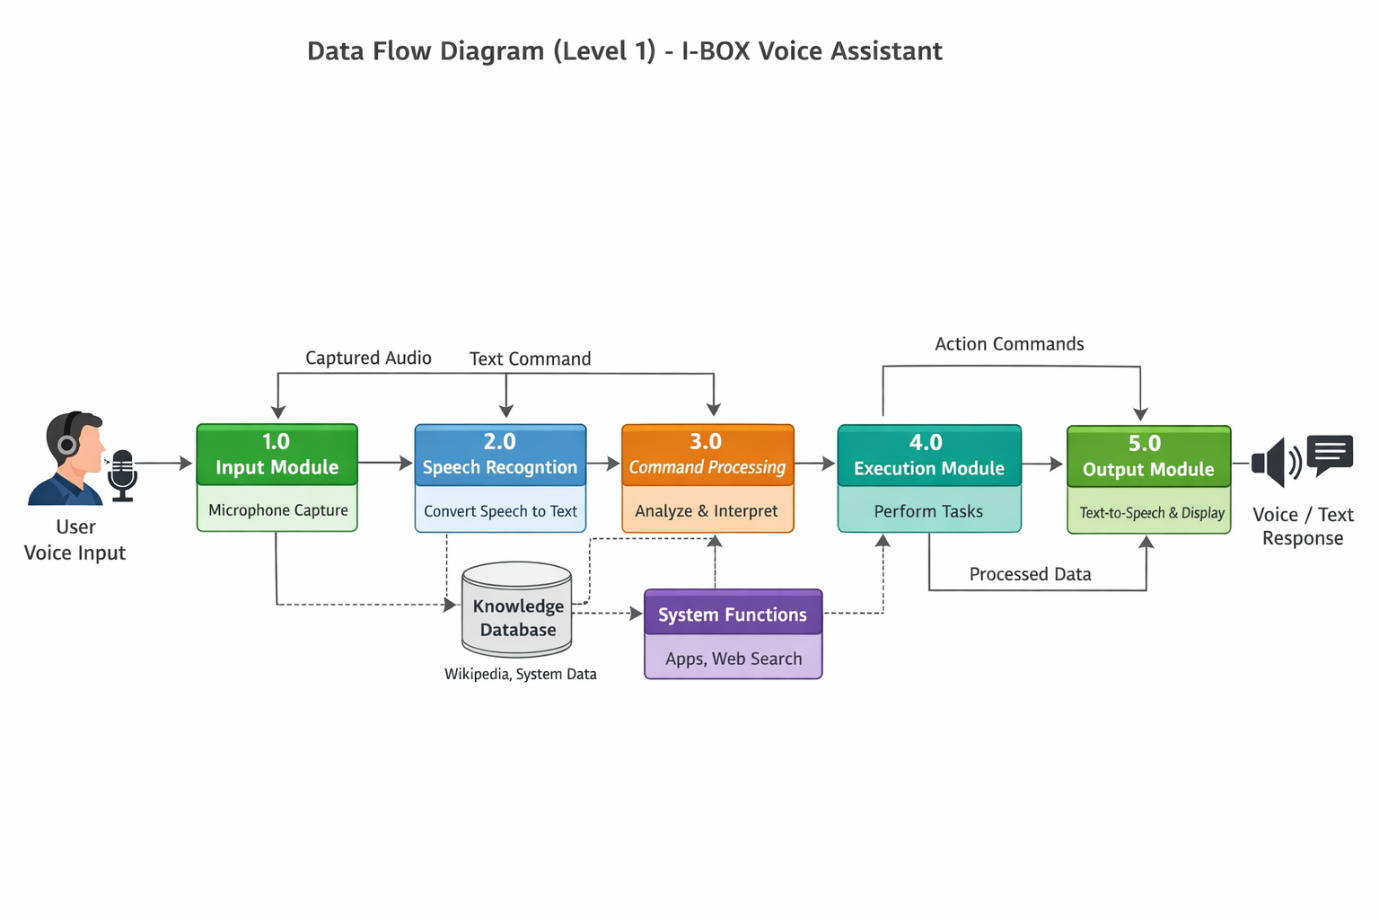 Data Flow Diagram (Level 1) - I-BOX Voice Assistant
Captured Audio
Text Command
Action Commands
User
Voice Input
1.0
Input Module
Microphone Capture
2.0
Speech Recogntion
Convert Speech to Text
3.0
Command Processing
Analyze & Interpret
4.0
Execution Module
Perform Tasks
5.0
Output Module
Text-to-Speech & Display
Voice / Text
Response
Processed Data
Knowledge
Database
Wikipedia, System Data
System Functions
Apps, Web Search